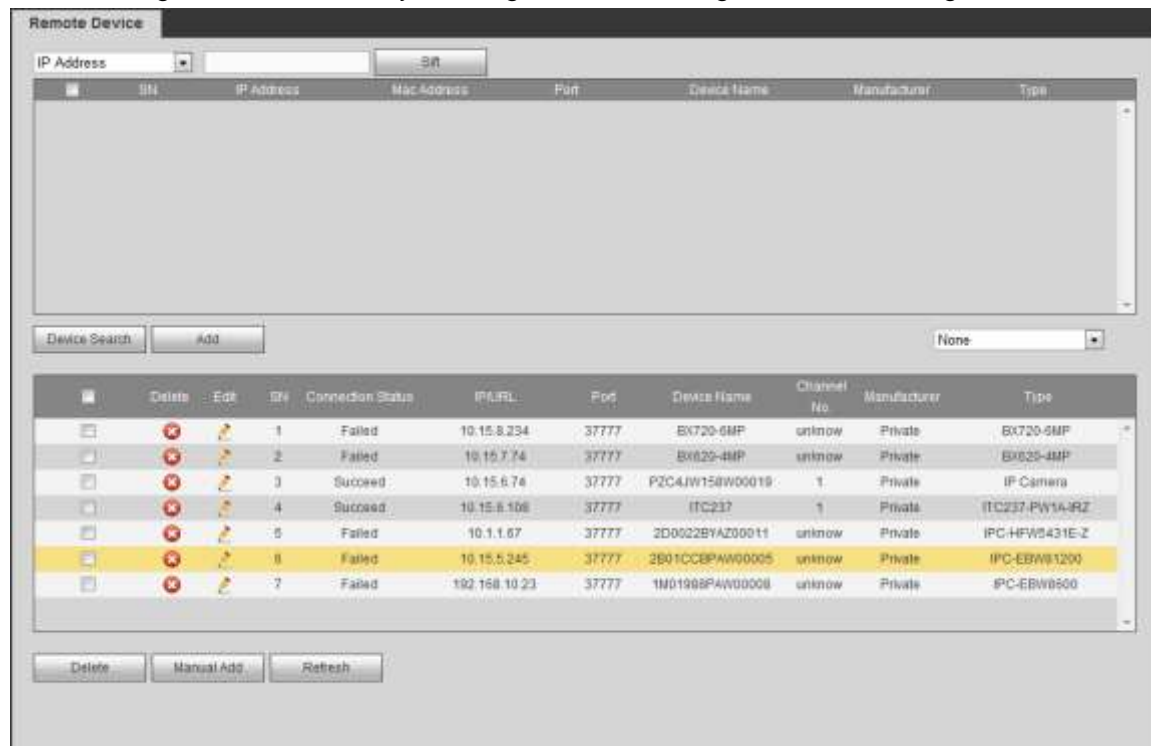 Remote Device
IP Address Sift
SN IP Address Mac Address Port Device Name Manufacturer Type
Device Search Add None
Delete Edit SN Connection Status IP/URL Port Device Name Channel No. Manufacturer Type
1 Failed 10.15.8.234 37777 BX720-6MP unknow Private BX720-6MP
2 Failed 10.15.7.74 37777 BX620-4MP unknow Private BX620-4MP
3 Succeed 10.15.6.74 37777 PZC4JW158W00019 1 Private IP Camera
4 Succeed 10.15.6.108 37777 ITC237 1 Private ITC237-PW1A-IRZ
5 Failed 10.1.1.67 37777 2D0022BYAZ00011 unknow Private IPC-HFW5431E-Z
6 Failed 10.15.5.245 37777 2B01CCBPAW00005 unknow Private IPC-EBW81200
7 Failed 192.168.10.23 37777 1M01988PAW00008 unknow Private IPC-EBW8600
Delete Manual Add Refresh